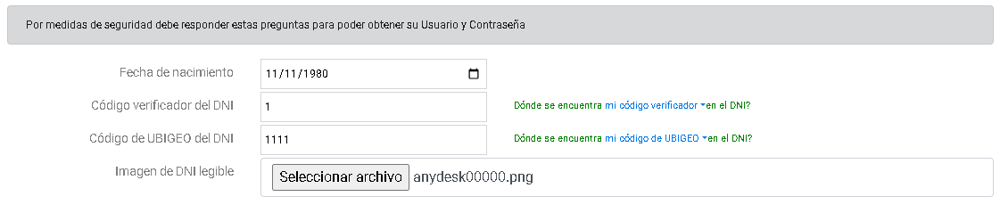 Por medidas de seguridad debe responder estas preguntas para poder obtener su Usuario y Contraseña
Fecha de nacimiento 11/11/1980
Código verificador del DNI 1 Dónde se encuentra mi código verificador en el DNI?
Código de UBIGEO del DNI 1111 Dónde se encuentra mi código de UBIGEO en el DNI?
Imagen de DNI legible Seleccionar archivo anydesk00000.png